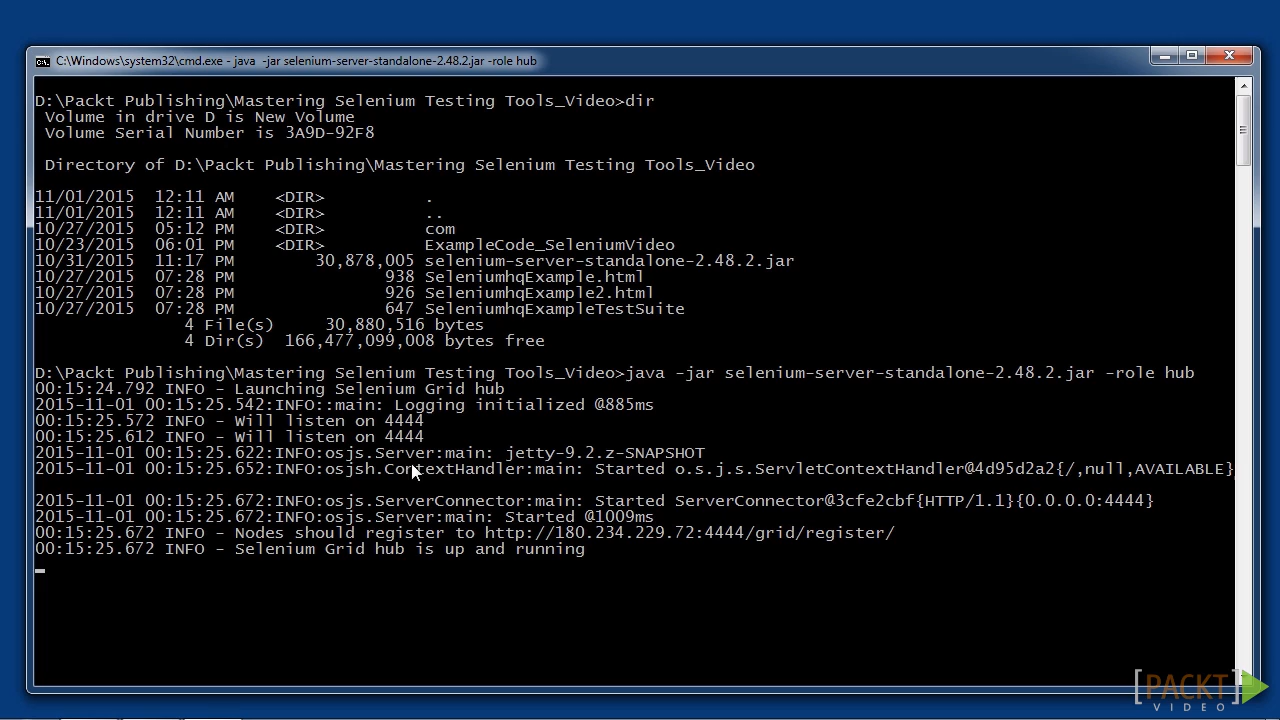 C:\Windows\system32\cmd.exe - java -jar selenium-server-standalone-2.48.2.jar -role hub
D:\Packt Publishing\Mastering Selenium Testing Tools_Video>dir
Volume in drive D is New Volume
Volume Serial Number is 3A9D-92F8
Directory of D:\Packt Publishing\Mastering Selenium Testing Tools_Video
11/01/2015 12:11 AM <DIR> .
11/01/2015 12:11 AM <DIR> ..
10/27/2015 05:12 PM <DIR> com
10/23/2015 06:01 PM <DIR> ExampleCode_SeleniumVideo
10/31/2015 11:17 PM 30,878,005 selenium-server-standalone-2.48.2.jar
10/27/2015 07:28 PM 938 SeleniumhqExample.html
10/27/2015 07:28 PM 926 SeleniumhqExample2.html
10/27/2015 07:28 PM 647 SeleniumhqExampleTestSuite
4 File(s) 30,880,516 bytes
4 Dir(s) 166,477,099,008 bytes free
D:\Packt Publishing\Mastering Selenium Testing Tools_Video>java -jar selenium-server-standalone-2.48.2.jar -role hub
00:15:24.792 INFO - Launching Selenium Grid hub
2015-11-01 00:15:25.542:INFO::main: Logging initialized @885ms
00:15:25.572 INFO - Will listen on 4444
00:15:25.612 INFO - Will listen on 4444
2015-11-01 00:15:25.622:INFO:osjs.Server:main: jetty-9.2.z-SNAPSHOT
2015-11-01 00:15:25.652:INFO:osjsh.ContextHandler:main: Started o.s.j.s.ServletContextHandler@4d95d2a2{/,null,AVAILABLE}
2015-11-01 00:15:25.672:INFO:osjs.ServerConnector:main: Started ServerConnector@3cfe2cbf{HTTP/1.1}{0.0.0.0:4444}
2015-11-01 00:15:25.672:INFO:osjs.Server:main: Started @1009ms
00:15:25.672 INFO - Nodes should register to http://180.234.229.72:4444/grid/register/
00:15:25.672 INFO - Selenium Grid hub is up and running
[PACKT]
VIDEO